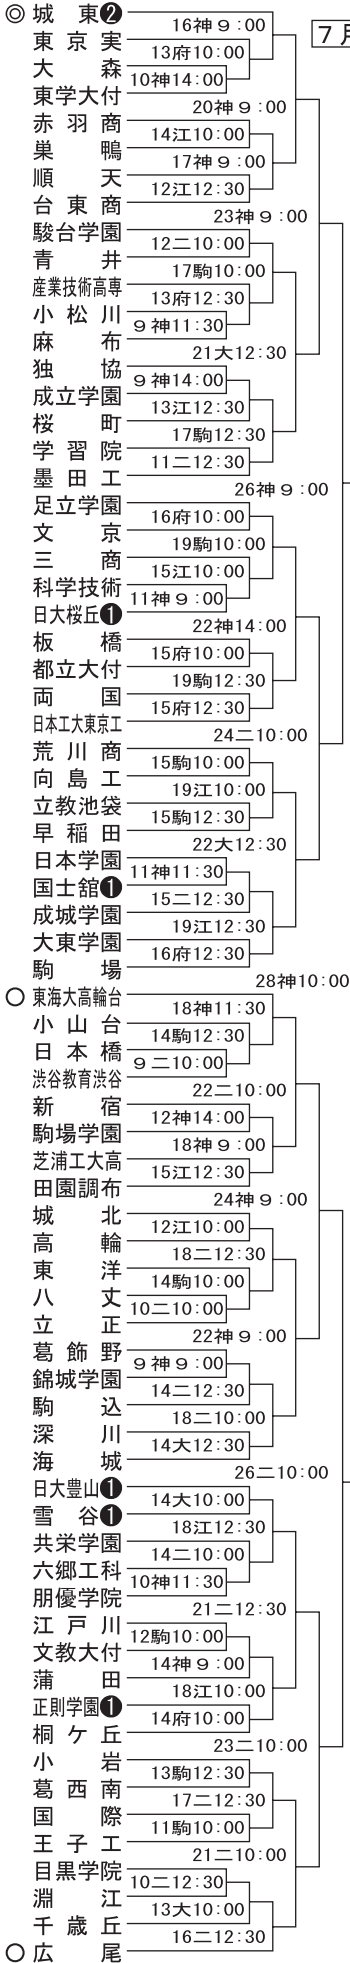 ◎ 城東❷
16神9:00
7月
東京実
13府10:00
大森
10神14:00
東学大付
20神9:00
赤羽商
14江10:00
巣鴨
17神9:00
順天
12江12:30
台東商
23神9:00
駿台学園
12二10:00
青井
17駒10:00
産業技術高専
13府12:30
小松川
9神11:30
麻布
21大12:30
独協
9神14:00
成立学園
13江12:30
桜町
17駒12:30
学習院
11二12:30
墨田工
26神9:00
足立学園
16府10:00
文京
19駒10:00
三商
15江10:00
科学技術
11神9:00
日大桜丘❶
22神14:00
板橋
15府10:00
都立大付
19駒12:30
両国
15府12:30
日本工大東京工
24二10:00
荒川商
15駒10:00
向島工
19江10:00
立教池袋
15駒12:30
早稲田
22大12:30
日本学園
11神11:30
国士舘❶
15二12:30
成城学園
19江12:30
大東学園
16府12:30
駒場
28神10:00
○ 東海大高輪台
18神11:30
小山台
14駒12:30
日本橋
9二10:00
渋谷教育渋谷
22二10:00
新宿
12神14:00
駒場学園
18神9:00
芝浦工大高
15江12:30
田園調布
24神9:00
城北
12江10:00
高輪
18二12:30
東洋
14駒10:00
八丈
10二10:00
立正
22神9:00
葛飾野
9神9:00
錦城学園
14二12:30
駒込
18二10:00
深川
14大12:30
海城
26二10:00
日大豊山❶
14大10:00
雪谷❶
18江12:30
共栄学園
14二10:00
六郷工科
10神11:30
朋優学院
21二12:30
江戸川
12駒10:00
文教大付
14神9:00
蒲田
18江10:00
正則学園❶
14府10:00
桐ケ丘
23二10:00
小岩
13駒12:30
葛西南
17二12:30
国際
11駒10:00
王子工
21二10:00
目黒学院
10二12:30
淵江
13大10:00
千歳丘
16二12:30
○ 広尾